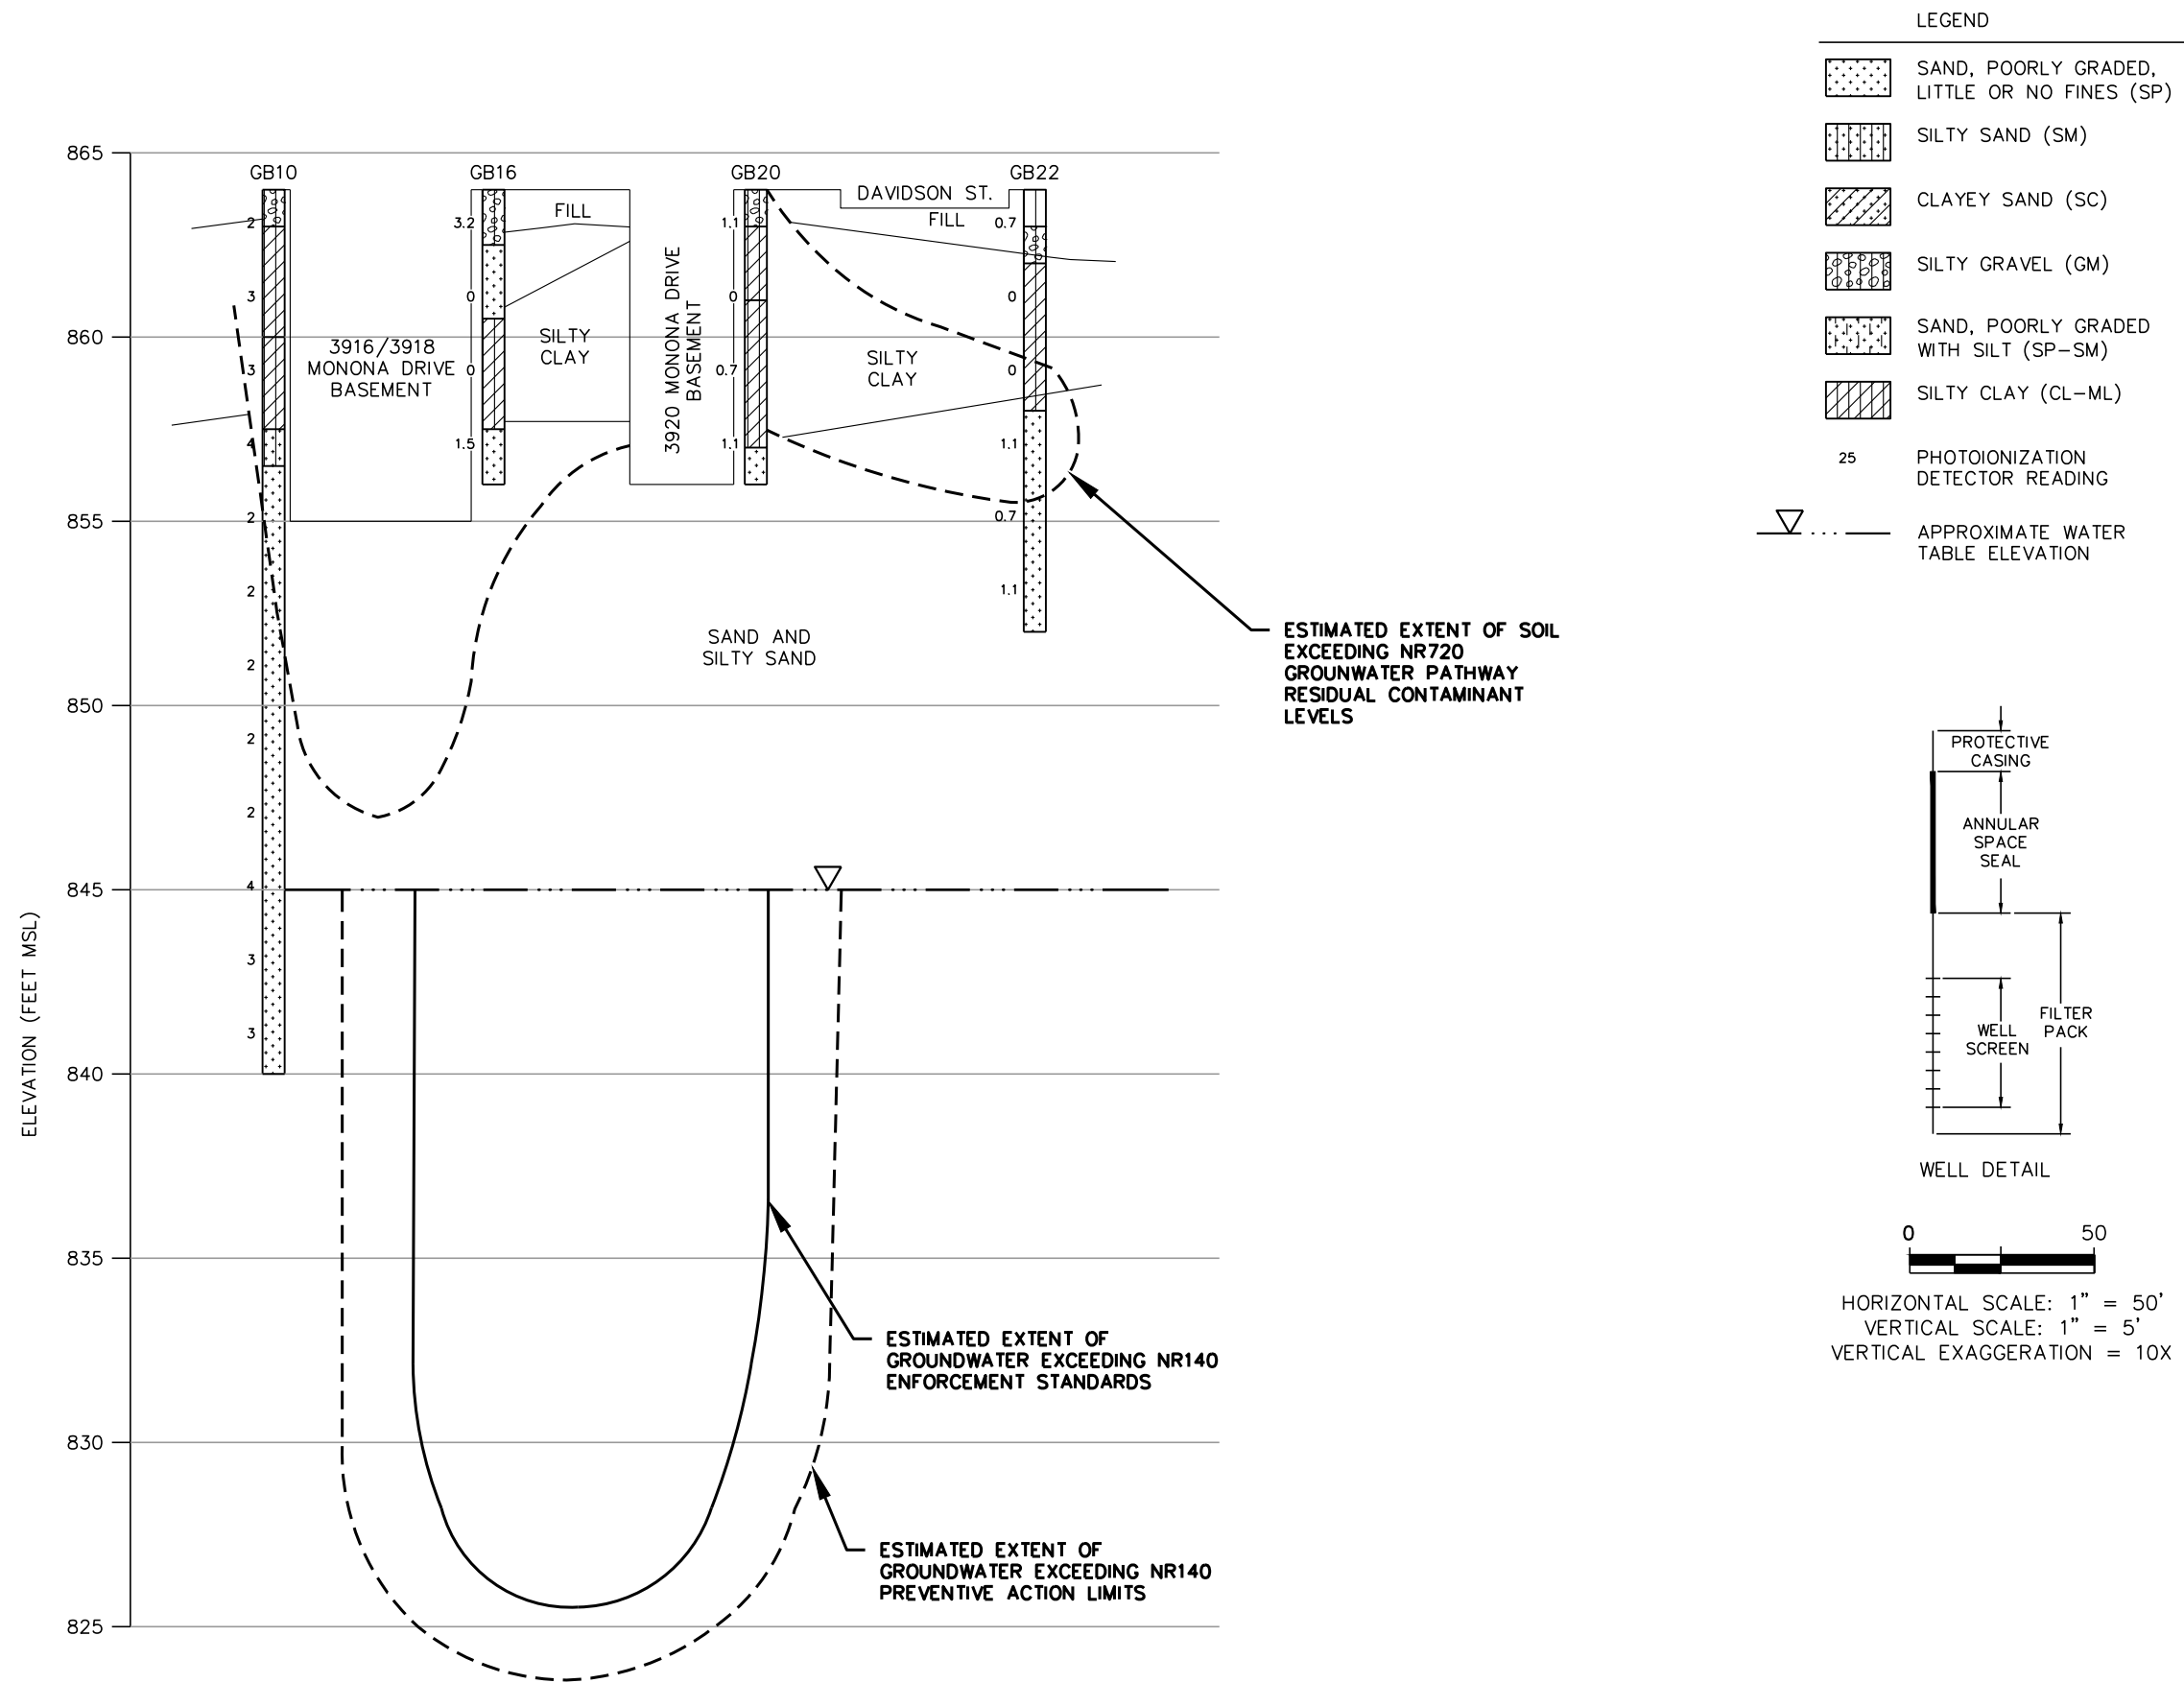 LEGEND
SAND, POORLY GRADED,
LITTLE OR NO FINES (SP)
SILTY SAND (SM)
CLAYEY SAND (SC)
SILTY GRAVEL (GM)
SAND, POORLY GRADED
WITH SILT (SP-SM)
SILTY CLAY (CL-ML)
25
PHOTOIONIZATION
DETECTOR READING
APPROXIMATE WATER
TABLE ELEVATION
865
860
855
850
845
840
835
830
825
ELEVATION (FEET MSL)
GB10
2
3
3
4
2
2
2
2
2
4
3
3
3916/3918
MONONA DRIVE
BASEMENT
GB16
3.2
0
0
1.5
FILL
SILTY
CLAY
3920 MONONA DRIVE
BASEMENT
GB20
1.1
0
0.7
1.1
DAVIDSON ST.
FILL
SILTY
CLAY
GB22
0.7
0
0
1.1
0.7
1.1
SAND AND
SILTY SAND
ESTIMATED EXTENT OF SOIL
EXCEEDING NR720
GROUNWATER PATHWAY
RESIDUAL CONTAMINANT
LEVELS
ESTIMATED EXTENT OF
GROUNDWATER EXCEEDING NR140
ENFORCEMENT STANDARDS
ESTIMATED EXTENT OF
GROUNDWATER EXCEEDING NR140
PREVENTIVE ACTION LIMITS
PROTECTIVE
CASING
ANNULAR
SPACE
SEAL
WELL
SCREEN
FILTER
PACK
WELL DETAIL
0 50
HORIZONTAL SCALE: 1" = 50'
VERTICAL SCALE: 1" = 5'
VERTICAL EXAGGERATION = 10X